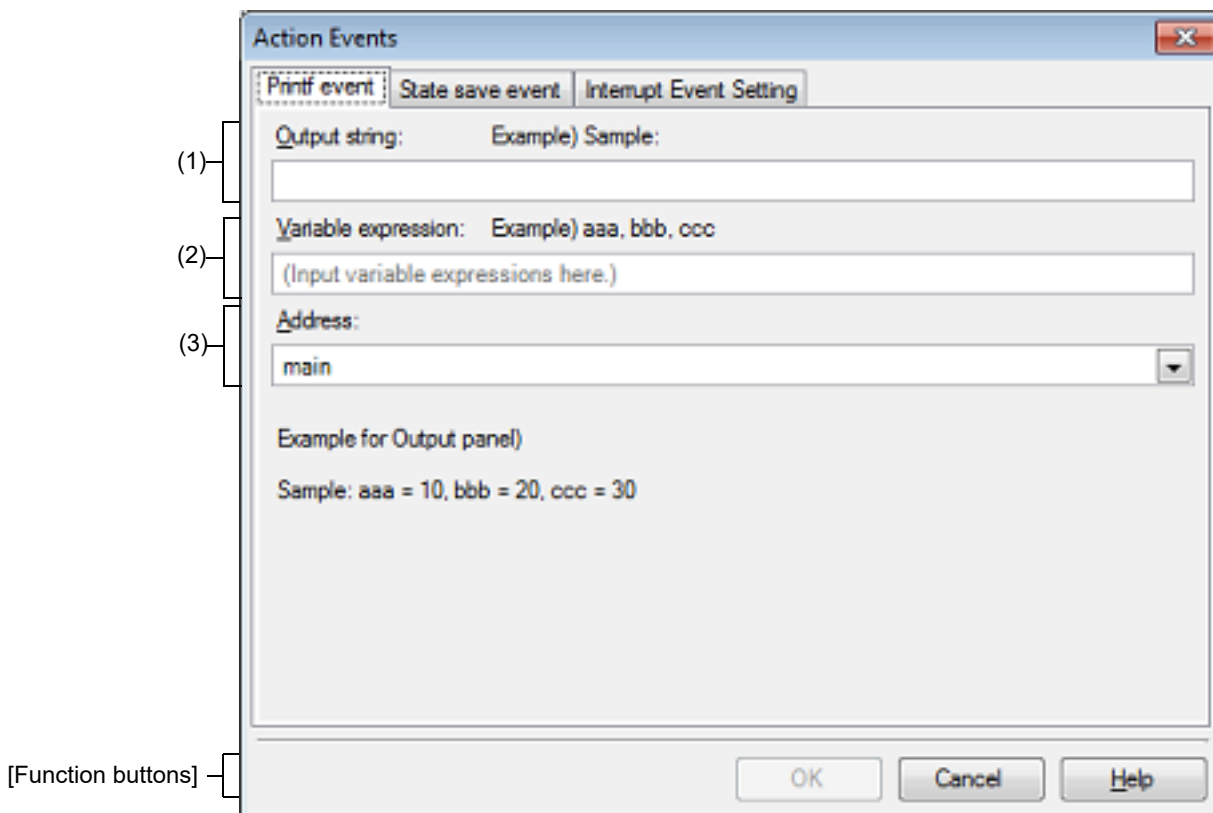 Action Events
Printf event State save event Interrupt Event Setting
(1) Output string: Example) Sample:
(2) Variable expression: Example) aaa, bbb, ccc
(Input variable expressions here.)
(3) Address:
main
Example for Output panel)
Sample: aaa = 10, bbb = 20, ccc = 30
[Function buttons] OK Cancel Help